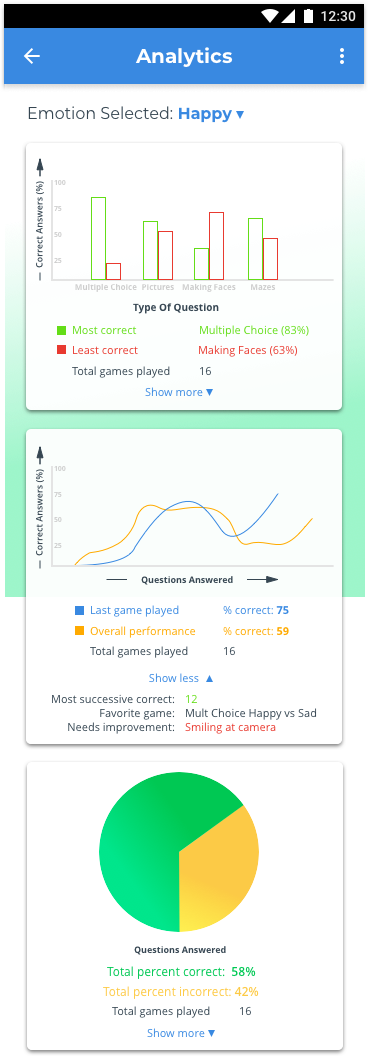 12:30
Analytics
Emotion Selected: Happy ▾
Correct Answers (%)
100
75
50
25
Multiple Choice Pictures Making Faces Mazes
Type Of Question
Most correct Multiple Choice (83%)
Least correct Making Faces (63%)
Total games played 16
Show more ▼
Correct Answers (%)
100
75
50
25
Questions Answered
Last game played % correct: 75
Overall performance % correct: 59
Total games played 16
Show less ▲
Most successive correct: 12
Favorite game: Mult Choice Happy vs Sad
Needs improvement: Smiling at camera
Questions Answered
Total percent correct: 58%
Total percent incorrect: 42%
Total games played 16
Show more ▼